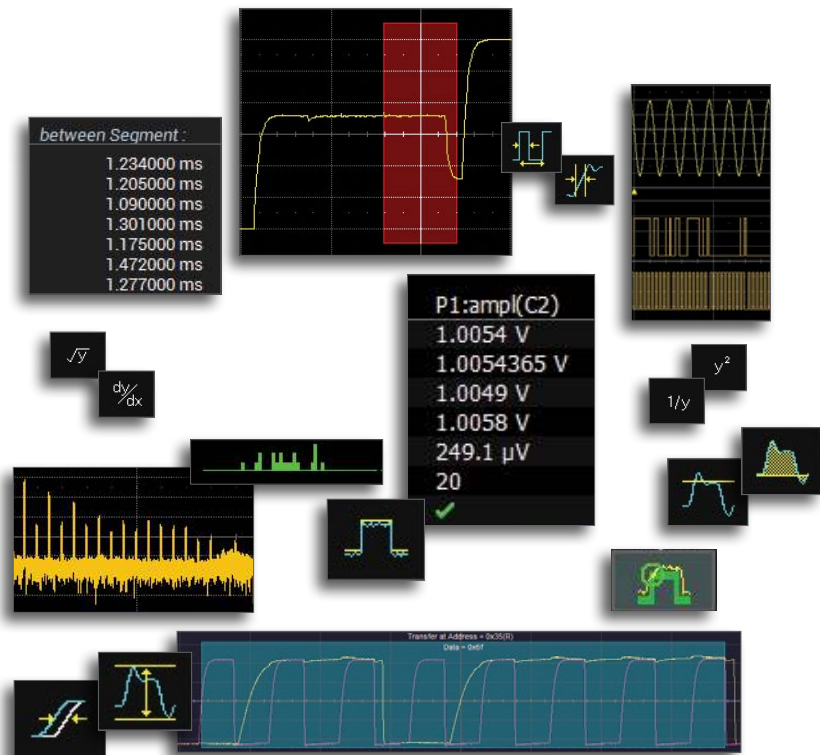 between Segment :
1.234000 ms
1.205000 ms
1.090000 ms
1.301000 ms
1.175000 ms
1.472000 ms
1.277000 ms
P1:ampl(C2)
1.0054 V
1.0054365 V
1.0049 V
1.0058 V
249.1 µV
20
√y
dy/dx
y²
1/y
Transfer at Address = 0x35(R)
Data = 0x6f